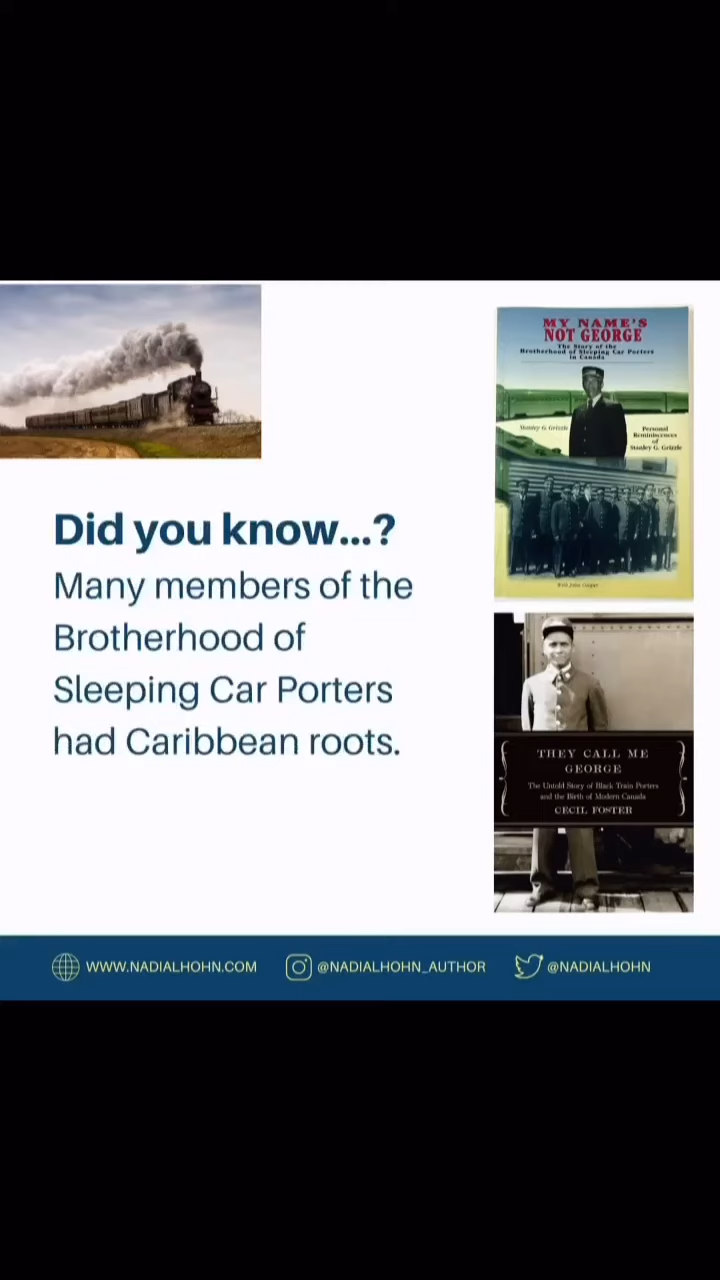 Did you know...?
Many members of the
Brotherhood of
Sleeping Car Porters
had Caribbean roots.
MY NAME'S
NOT GEORGE
The Story of the
Brotherhood of Sleeping Car Porters
in Canada
Stanley G. Grizzle
Personal
Reminiscences
of
Stanley G. Grizzle
With John Cooper
THEY CALL ME
GEORGE
The Untold Story of Black Train Porters
and the Birth of Modern Canada
CECIL FOSTER
WWW.NADIALHOHN.COM
@NADIALHOHN_AUTHOR
@NADIALHOHN